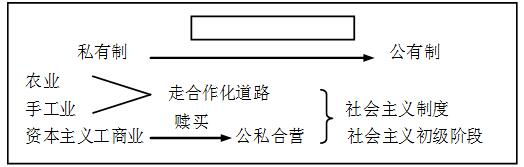 私有制 公有制
农业
走合作化道路
手工业 社会主义制度
赎买
资本主义工商业 公私合营 社会主义初级阶段